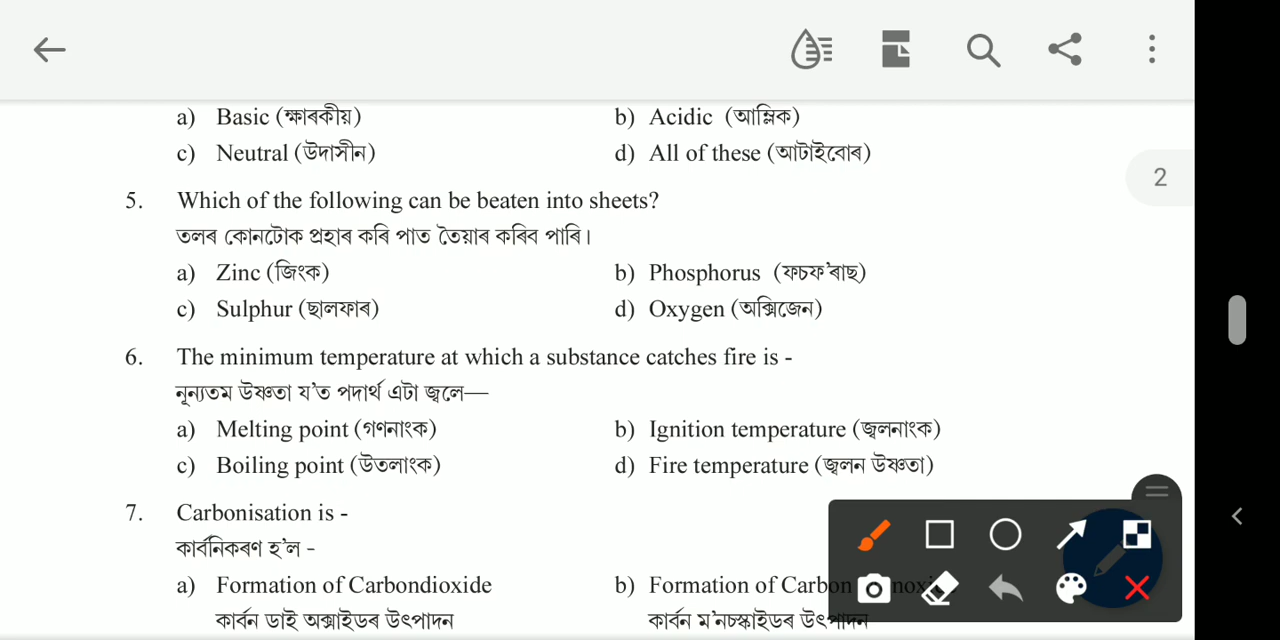 a) Basic (ক্ষাৰকীয়) b) Acidic (আম্লিক)
c) Neutral (উদাসীন) d) All of these (আটাইবোৰ)
2
5. Which of the following can be beaten into sheets?
তলৰ কোনটোক প্ৰহাৰ কৰি পাত তৈয়াৰ কৰিব পাৰি।
a) Zinc (জিংক) b) Phosphorus (ফচফ’ৰাছ)
c) Sulphur (ছালফাৰ) d) Oxygen (অক্সিজেন)
6. The minimum temperature at which a substance catches fire is -
নূন্যতম উষ্ণতা য’ত পদাৰ্থ এটা জ্বলে—
a) Melting point (গণনাংক) b) Ignition temperature (জ্বলনাংক)
c) Boiling point (উতলাংক) d) Fire temperature (জ্বলন উষ্ণতা)
7. Carbonisation is -
কাৰ্বনিকৰণ হ’ল -
a) Formation of Carbondioxide b) Formation of Carbon
কাৰ্বন ডাই অক্সাইডৰ উৎপাদন কাৰ্বন ম’নচস্কাইডৰ উৎপাদন